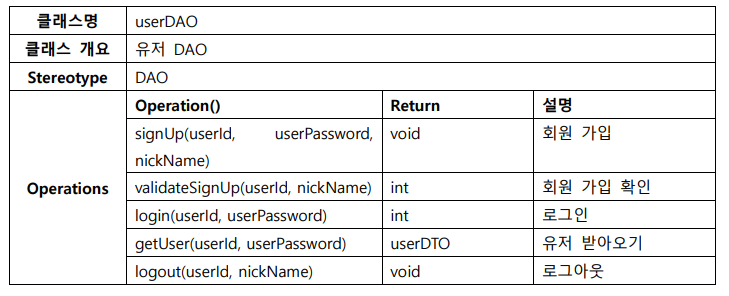 클래스명 userDAO
클래스 개요 유저 DAO
Stereotype DAO
Operations
Operation() Return 설명
signUp(userId, userPassword, nickName) void 회원 가입
validateSignUp(userId, nickName) int 회원 가입 확인
login(userId, userPassword) int 로그인
getUser(userId, userPassword) userDTO 유저 받아오기
logout(userId, nickName) void 로그아웃